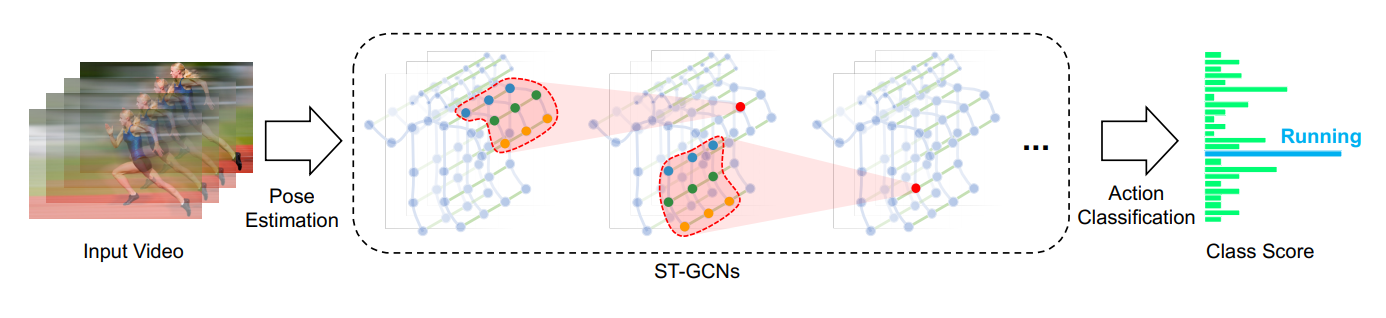 Input Video
Pose
Estimation
...
ST-GCNs
Action
Classification
Running
Class Score